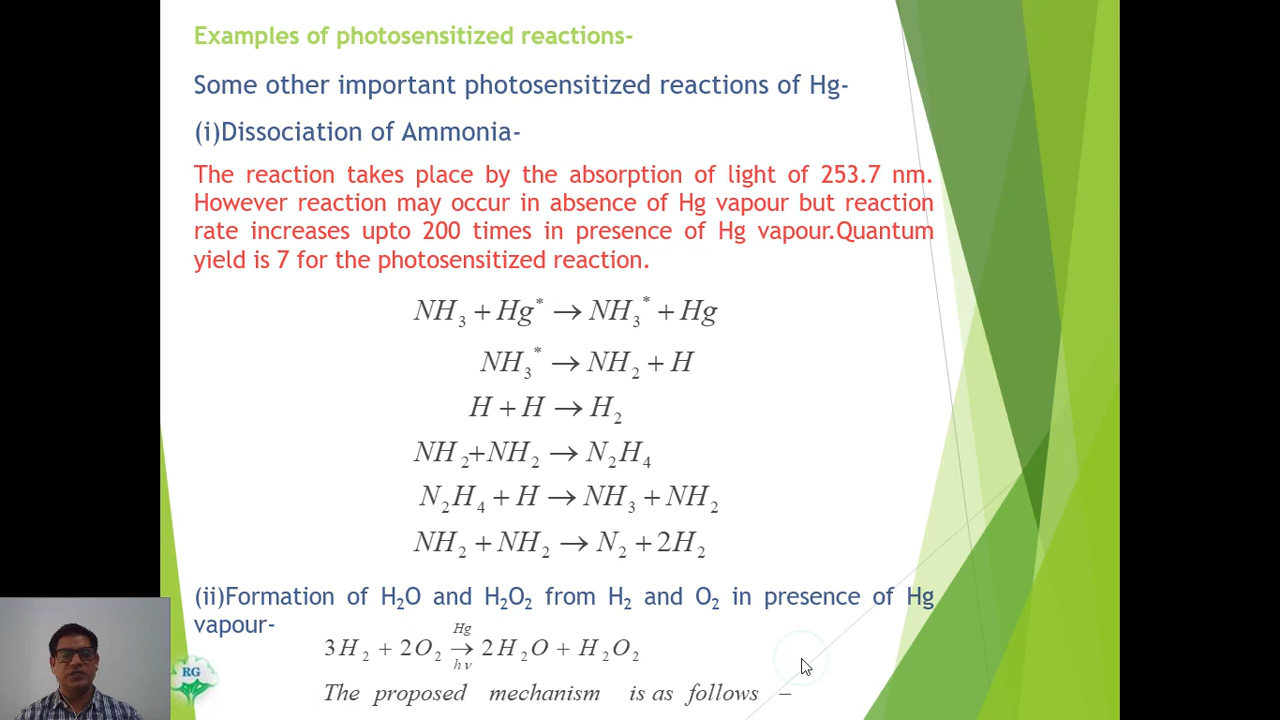 Examples of photosensitized reactions-
Some other important photosensitized reactions of Hg-
(i)Dissociation of Ammonia-
The reaction takes place by the absorption of light of 253.7 nm.
However reaction may occur in absence of Hg vapour but reaction
rate increases upto 200 times in presence of Hg vapour.Quantum
yield is 7 for the photosensitized reaction.
NH₃ + Hg* → NH₃* + Hg
NH₃* → NH₂ + H
H + H → H₂
NH₂+NH₂ → N₂H₄
N₂H₄ + H → NH₃ + NH₂
NH₂ + NH₂ → N₂ + 2H₂
(ii)Formation of H₂O and H₂O₂ from H₂ and O₂ in presence of Hg
vapour-
Hg
3H₂ + 2O₂ → 2H₂O + H₂O₂
hν
The proposed mechanism is as follows –
RG